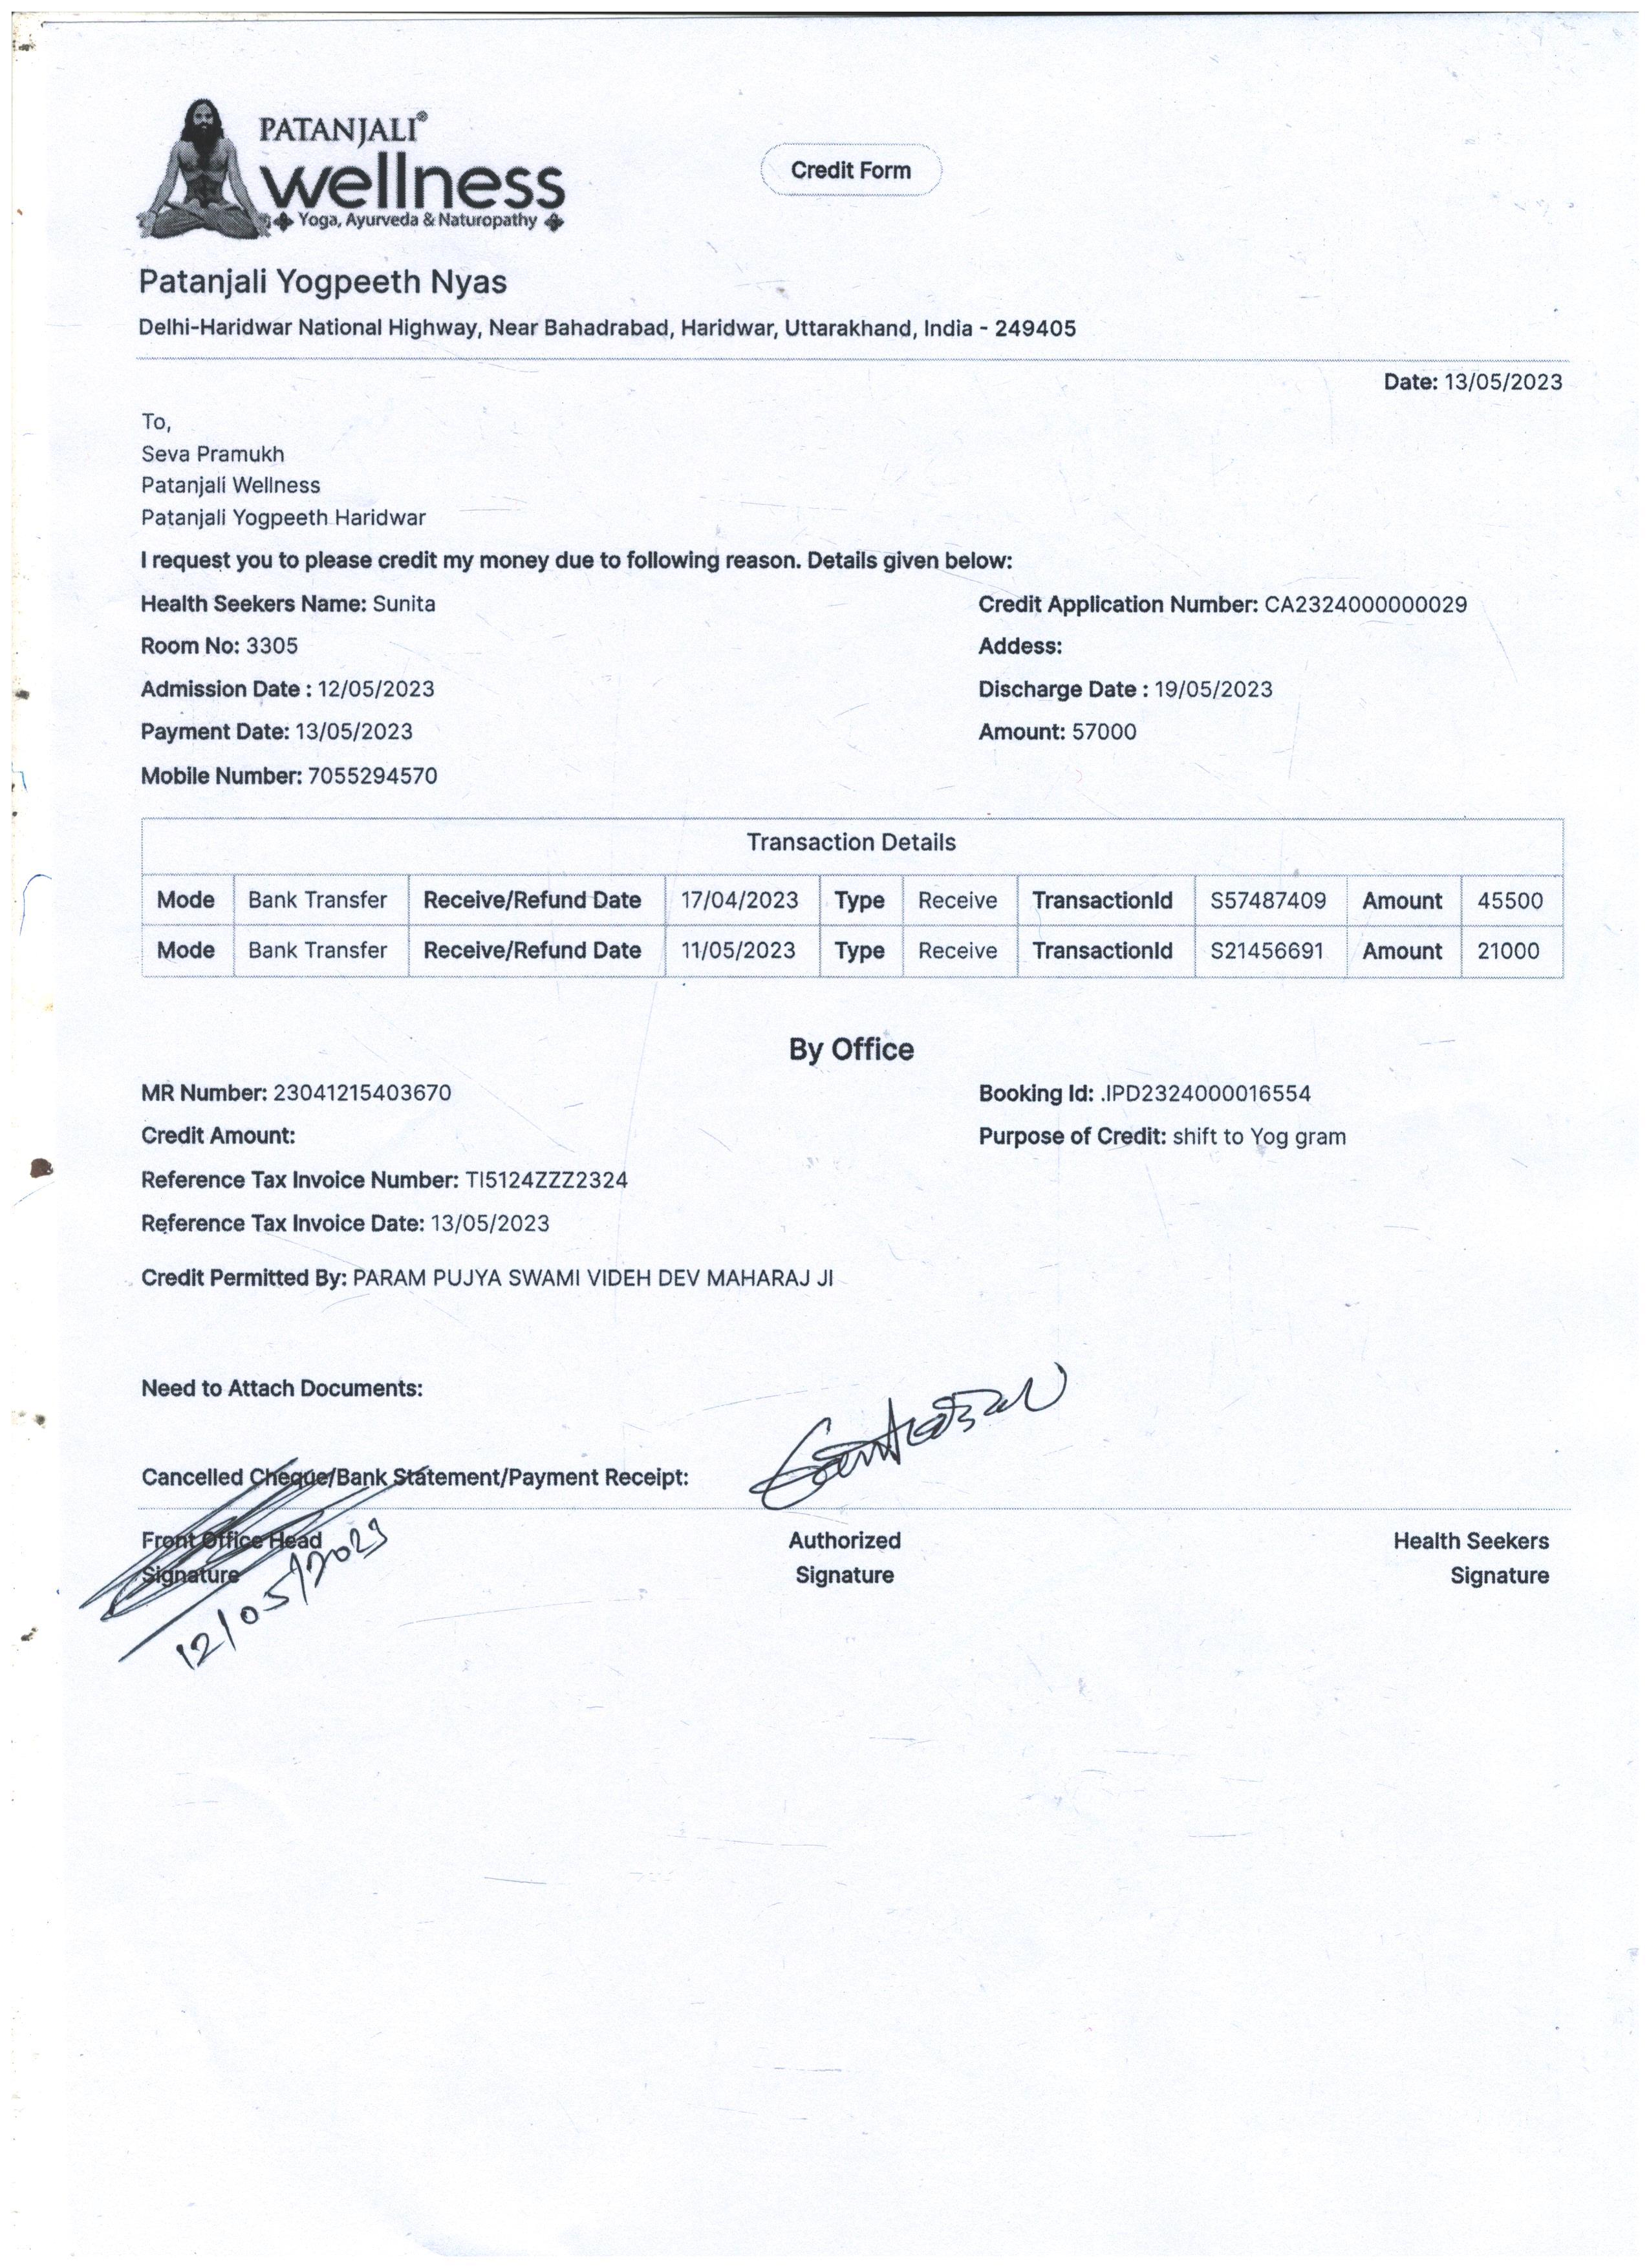 PATANJALI®
wellness
Yoga, Ayurveda & Naturopathy
Credit Form
Patanjali Yogpeeth Nyas
Delhi-Haridwar National Highway, Near Bahadrabad, Haridwar, Uttarakhand, India - 249405
Date: 13/05/2023
To,
Seva Pramukh
Patanjali Wellness
Patanjali Yogpeeth Haridwar
I request you to please credit my money due to following reason. Details given below:
Health Seekers Name: Sunita Credit Application Number: CA2324000000029
Room No: 3305 Addess:
Admission Date : 12/05/2023 Discharge Date : 19/05/2023
Payment Date: 13/05/2023 Amount: 57000
Mobile Number: 7055294570
Transaction Details
Mode Bank Transfer Receive/Refund Date 17/04/2023 Type Receive TransactionId S57487409 Amount 45500
Mode Bank Transfer Receive/Refund Date 11/05/2023 Type Receive TransactionId S21456691 Amount 21000
By Office
MR Number: 23041215403670 Booking Id: .IPD2324000016554
Credit Amount: Purpose of Credit: shift to Yog gram
Reference Tax Invoice Number: TI5124ZZZ2324
Reference Tax Invoice Date: 13/05/2023
Credit Permitted By: PARAM PUJYA SWAMI VIDEH DEV MAHARAJ JI
Need to Attach Documents:
Cancelled Cheque/Bank Statement/Payment Receipt:
Front Office Head Authorized Health Seekers
Signature Signature Signature
12/05/2023